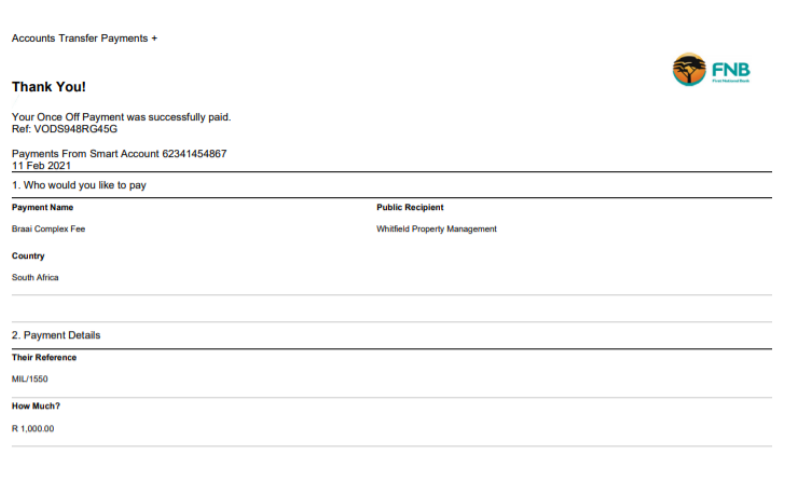 Accounts Transfer Payments +
FNB
First National Bank
Thank You!
Your Once Off Payment was successfully paid.
Ref: VODS948RG45G
Payments From Smart Account 62341454867
11 Feb 2021
1. Who would you like to pay
Payment Name Public Recipient
Braai Complex Fee Whitfield Property Management
Country
South Africa
2. Payment Details
Their Reference
MIL/1550
How Much?
R 1,000.00